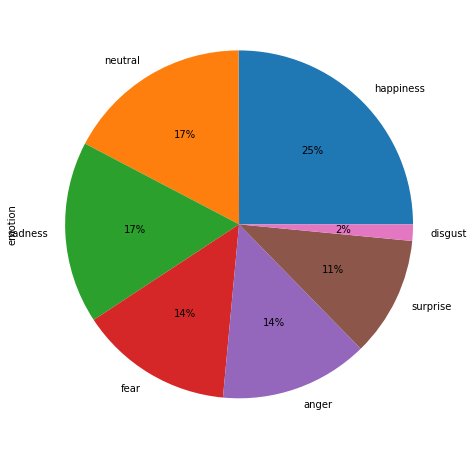 neutral
happiness
17%
25%
emotion
sadness
17%
2%
disgust
11%
surprise
14%
14%
fear
anger